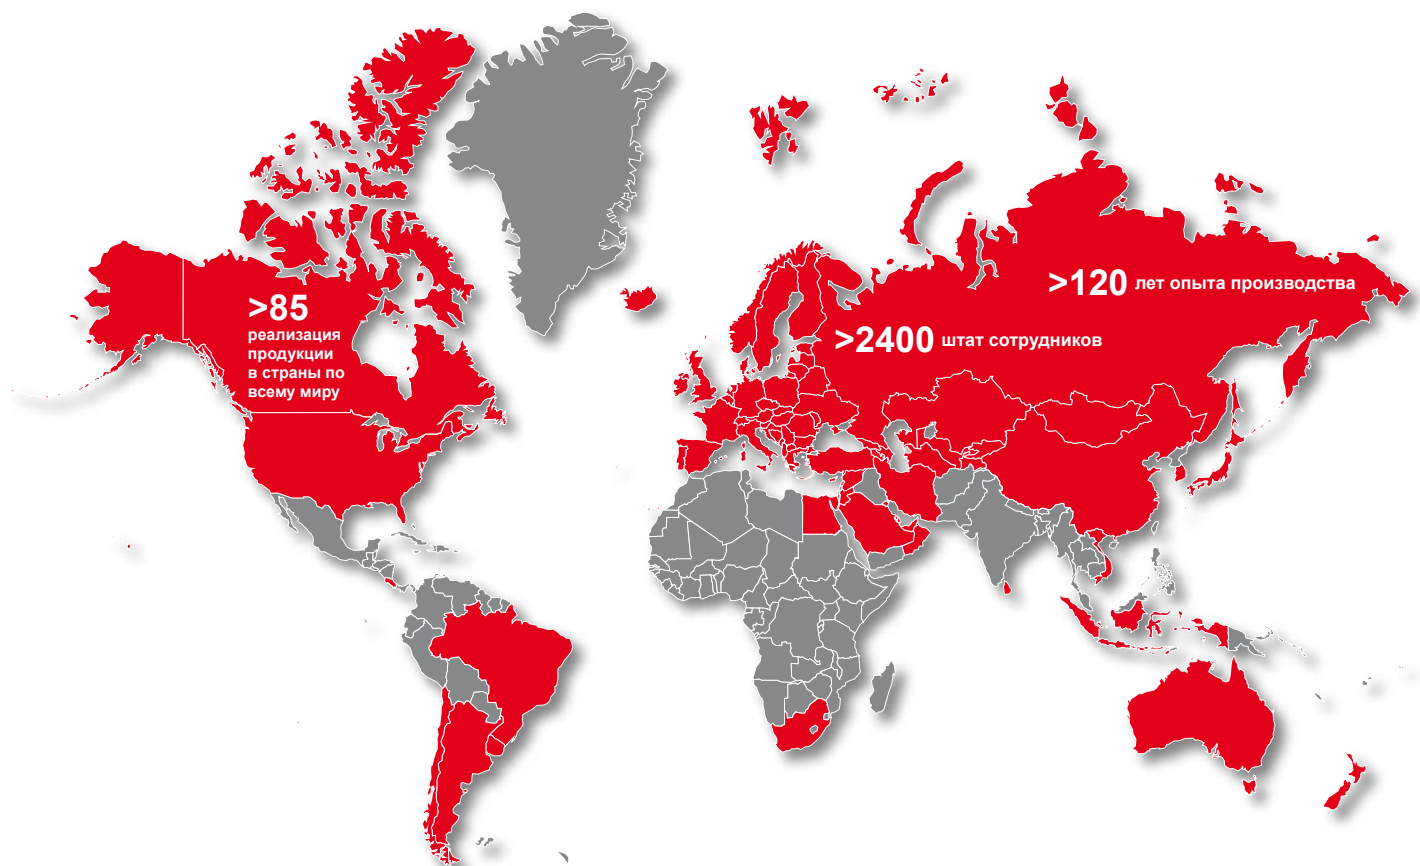 >120 лет опыта производства
>85
реализация
продукции
в страны по
всему миру
>2400 штат сотрудников